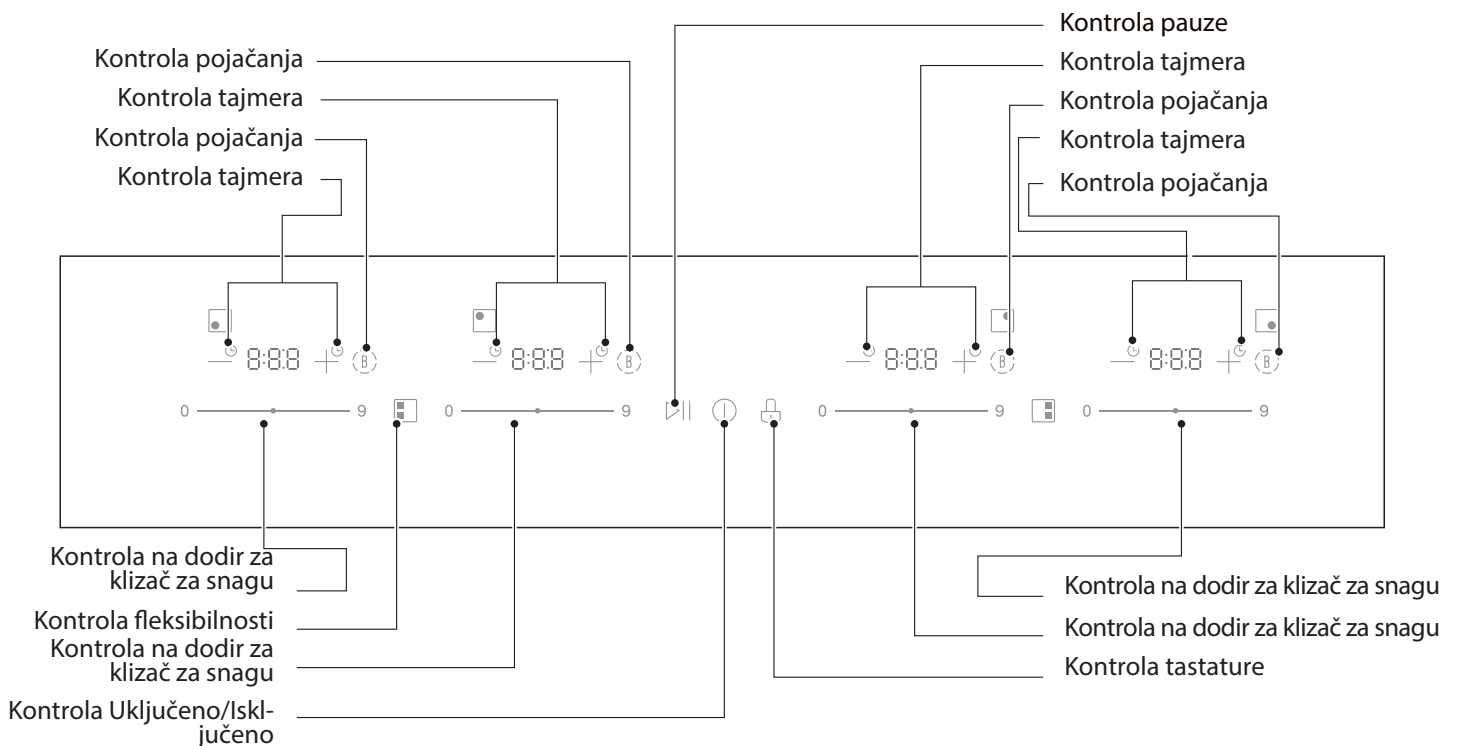 Kontrola pauze
Kontrola pojačanja
Kontrola tajmera
Kontrola tajmera
Kontrola pojačanja
Kontrola pojačanja
Kontrola tajmera
Kontrola tajmera
Kontrola pojačanja
8:8.8 B 8:8.8 B 8:8.8 B 8:8.8 B
0 9 0 9 0 9 0 9
Kontrola na dodir za
klizač za snagu
Kontrola fleksibilnosti
Kontrola na dodir za
klizač za snagu
Kontrola Uključeno/Isklj-
jučeno
Kontrola na dodir za klizač za snagu
Kontrola na dodir za klizač za snagu
Kontrola tastature